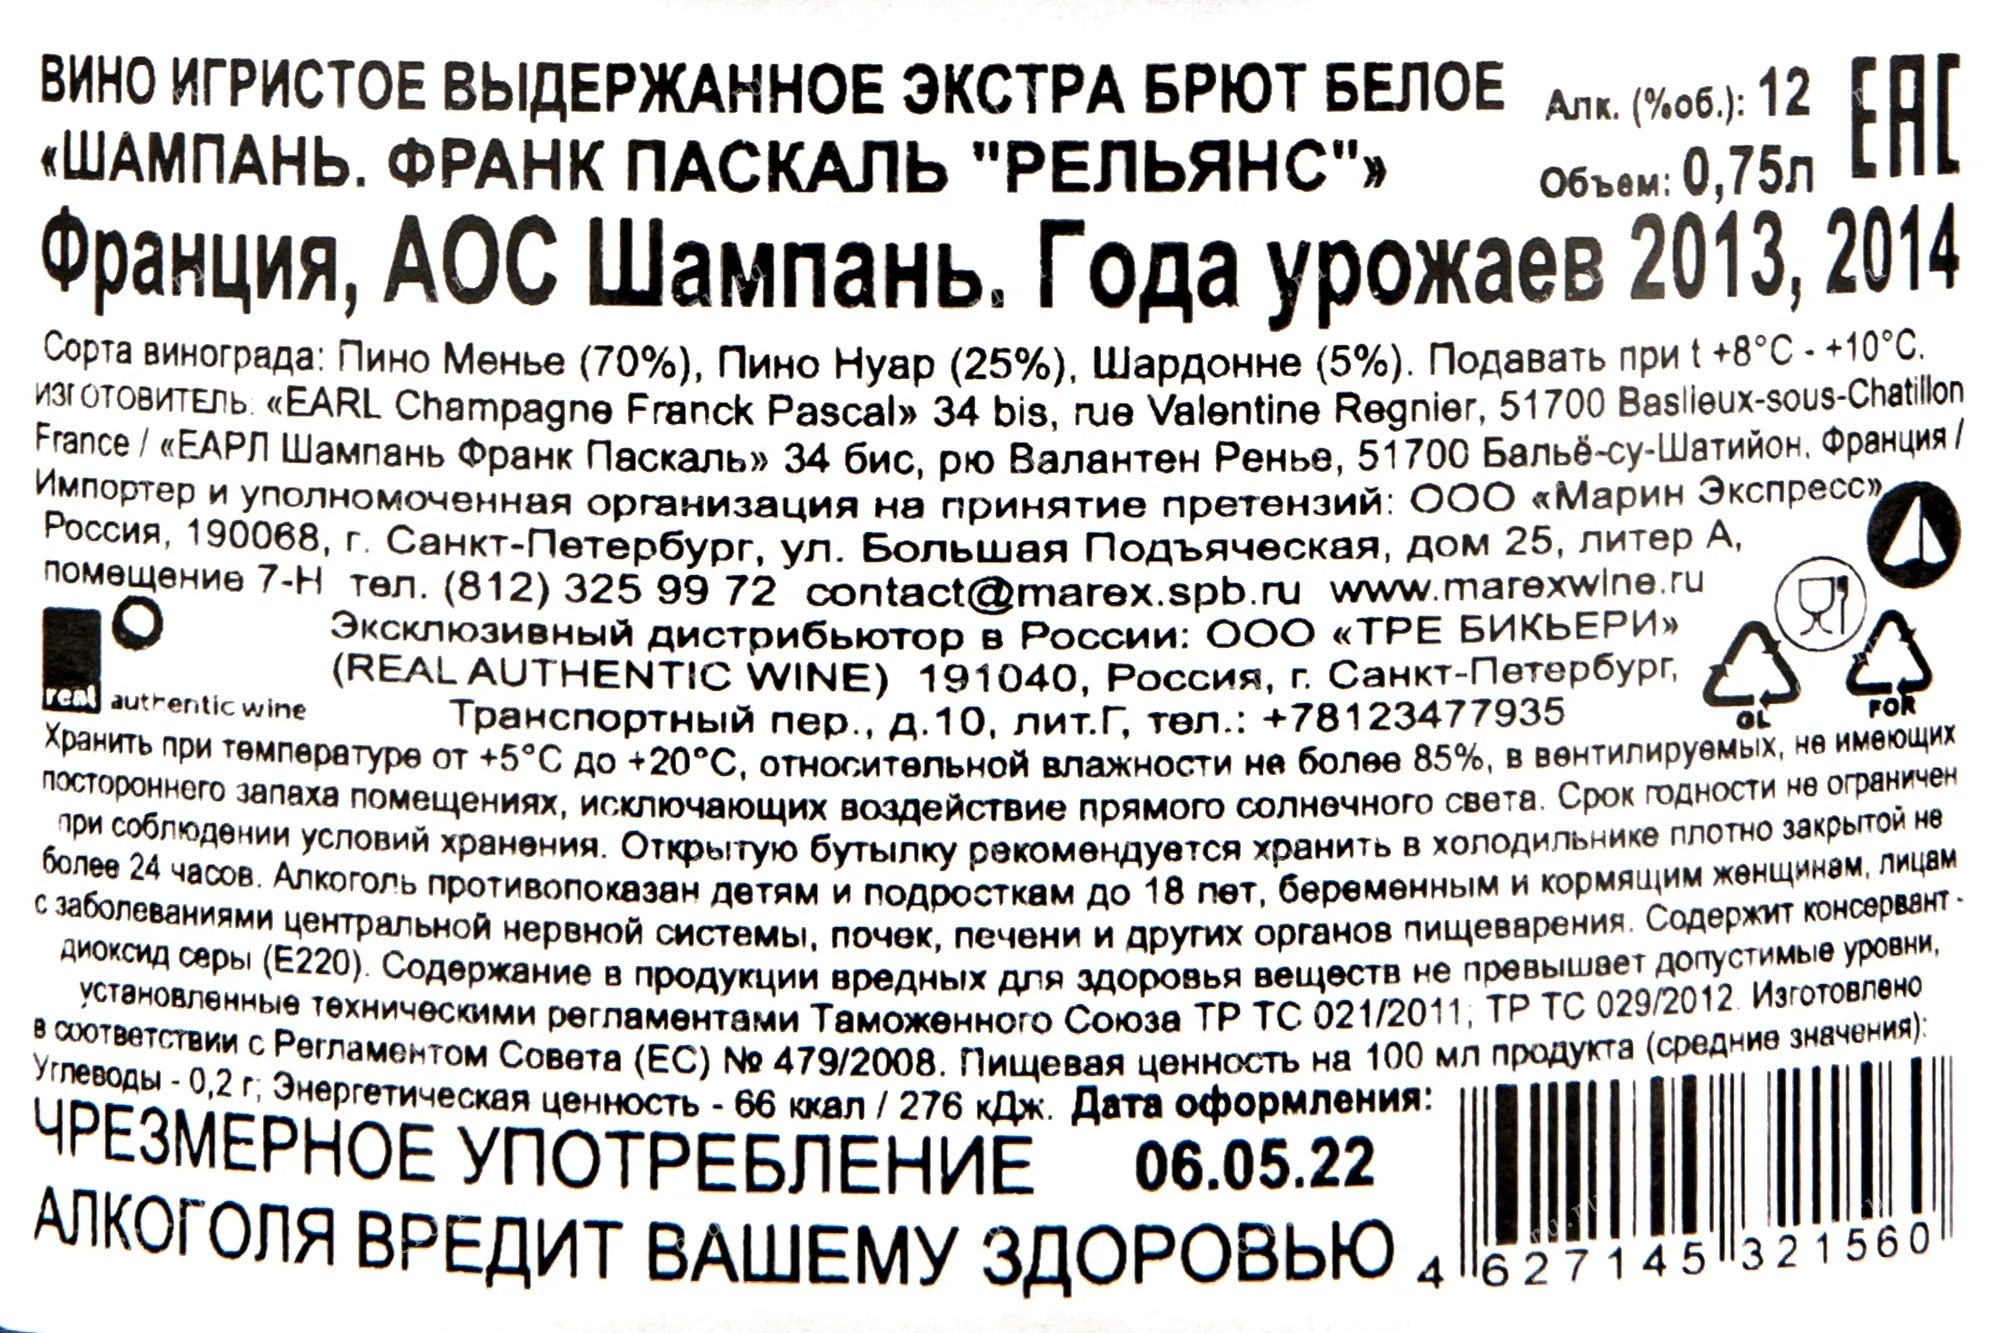 ВИНО ИГРИСТОЕ ВЫДЕРЖАННОЕ ЭКСТРА БРЮТ БЕЛОЕ
«ШАМПАНЬ. ФРАНК ПАСКАЛЬ "РЕЛЬЯНС"»
Алк. (%об.): 12
Объем: 0,75л
EAC
Франция, АОС Шампань. Года урожаев 2013, 2014
Сорта винограда: Пино Менье (70%), Пино Нуар (25%), Шардонне (5%). Подавать при t +8°C - +10°C.
ИЗГОТОВИТЕЛЬ: «EARL Champagne Franck Pascal» 34 bis, rue Valentine Regnier, 51700 Baslieux-sous-Chatillon
France / «ЕАРЛ Шампань Франк Паскаль» 34 бис, рю Валантен Ренье, 51700 Бальё-су-Шатийон, Франция /
Импортер и уполномоченная организация на принятие претензий: ООО «Марин Экспресс»
Россия, 190068, г. Санкт-Петербург, ул. Большая Подъяческая, дом 25, литер А,
помещение 7-Н тел. (812) 325 99 72 contact@marex.spb.ru www.marexwine.ru
Эксклюзивный дистрибьютор в России: ООО «ТРЕ БИКЬЕРИ»
(REAL AUTHENTIC WINE) 191040, Россия, г. Санкт-Петербург,
Транспортный пер., д.10, лит.Г, тел.: +78123477935
real authentic wine
GL
FOR
Хранить при температуре от +5°C до +20°C, относительной влажности не более 85%, в вентилируемых, не имеющих
постороннего запаха помещениях, исключающих воздействие прямого солнечного света. Срок годности не ограничен
при соблюдении условий хранения. Открытую бутылку рекомендуется хранить в холодильнике плотно закрытой не
более 24 часов. Алкоголь противопоказан детям и подросткам до 18 лет, беременным и кормящим женщинам, лицам
с заболеваниями центральной нервной системы, почек, печени и других органов пищеварения. Содержит консервант -
диоксид серы (Е220). Содержание в продукции вредных для здоровья веществ не превышает допустимые уровни,
установленные техническими регламентами Таможенного Союза ТР ТС 021/2011; ТР ТС 029/2012. Изготовлено
в соответствии с Регламентом Совета (ЕС) № 479/2008. Пищевая ценность на 100 мл продукта (средние значения):
Углеводы - 0,2 г; Энергетическая ценность - 66 ккал / 276 кДж. Дата оформления:
06.05.22
ЧРЕЗМЕРНОЕ УПОТРЕБЛЕНИЕ
АЛКОГОЛЯ ВРЕДИТ ВАШЕМУ ЗДОРОВЬЮ
4 627145 321560